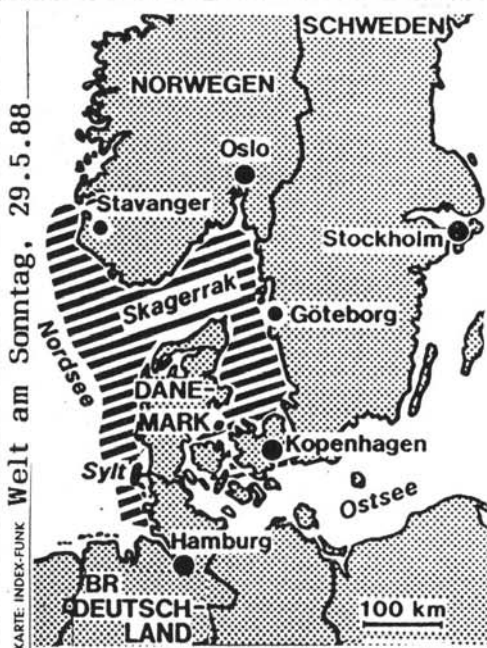 SCHWEDEN
NORWEGEN
Oslo
Stavanger
Stockholm
Skagerrak
Göteborg
Nordsee
DÄNE-
MARK
Kopenhagen
Sylt
Ostsee
Hamburg
BR
DEUTSCH-
LAND
100 km
KARTE: INDEX-FUNK
Welt am Sonntag, 29.5.88